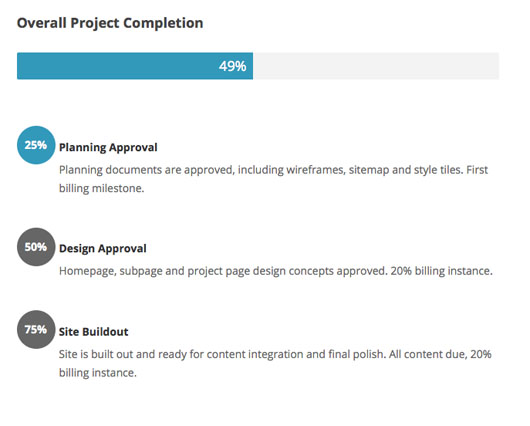 Overall Project Completion
49%
25%
Planning Approval
Planning documents are approved, including wireframes, sitemap and style tiles. First
billing milestone.
50%
Design Approval
Homepage, subpage and project page design concepts approved. 20% billing instance.
75%
Site Buildout
Site is built out and ready for content integration and final polish. All content due, 20%
billing instance.